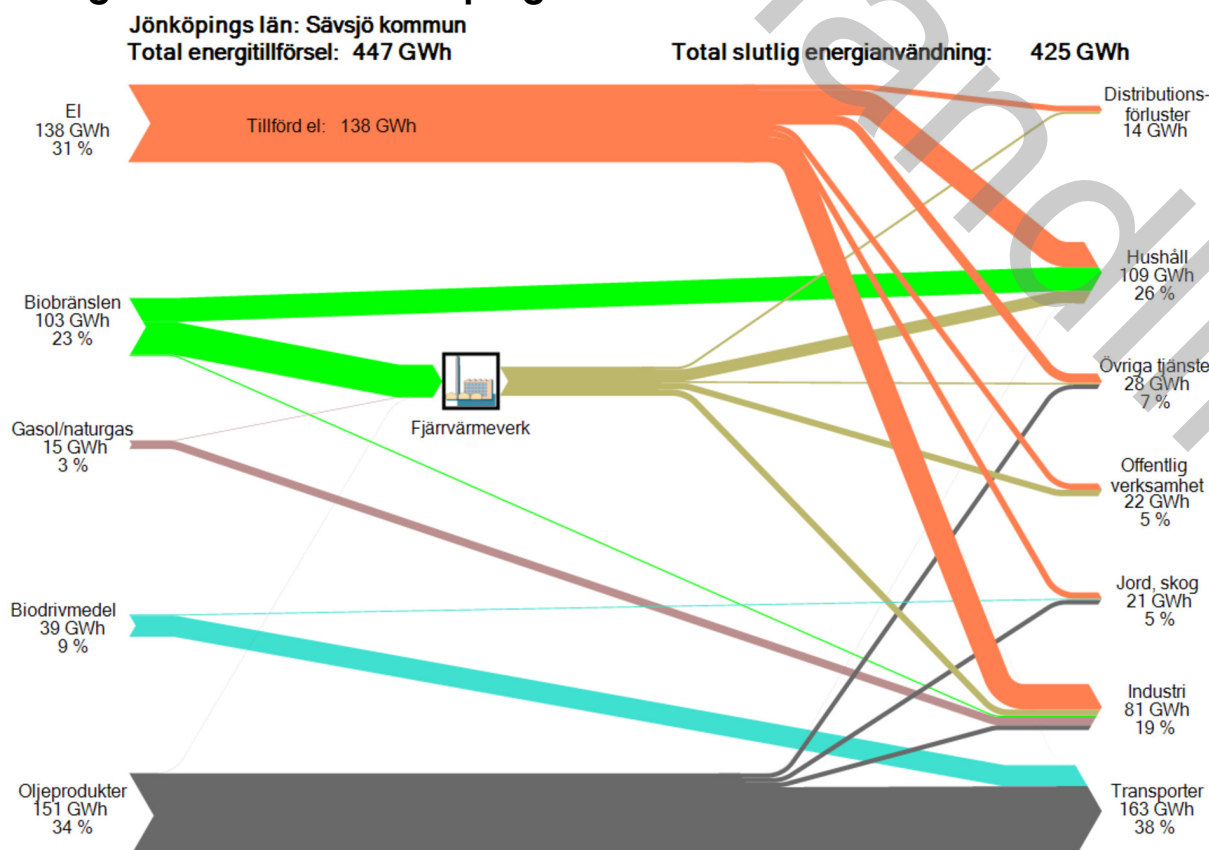 Jönköpings län: Sävsjö kommun
Total energitillförsel: 447 GWh
Total slutlig energianvändning: 425 GWh
El
138 GWh
31 %
Tillförd el: 138 GWh
Distributions-
förluster
14 GWh
Hushåll
109 GWh
26 %
Biobränslen
103 GWh
23 %
Övriga tjänste
28 GWh
7 %
Fjärrvärmeverk
Gasol/naturgas
15 GWh
3 %
Offentlig
verksamhet
22 GWh
5 %
Jord, skog
21 GWh
5 %
Biodrivmedel
39 GWh
9 %
Industri
81 GWh
19 %
Oljeprodukter
151 GWh
34 %
Transporter
163 GWh
38 %